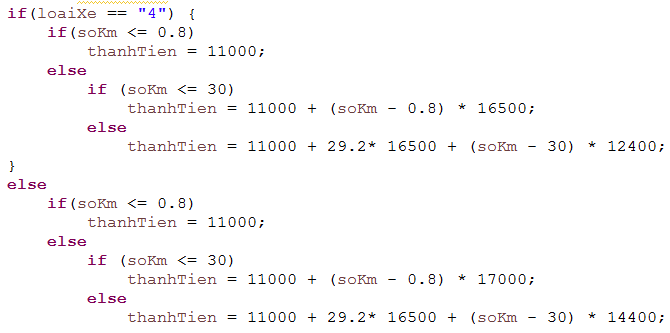 if(loaiXe == "4") {
if(soKm <= 0.8)
thanhTien = 11000;
else
if (soKm <= 30)
thanhTien = 11000 + (soKm - 0.8) * 16500;
else
thanhTien = 11000 + 29.2* 16500 + (soKm - 30) * 12400;
}
else
if(soKm <= 0.8)
thanhTien = 11000;
else
if (soKm <= 30)
thanhTien = 11000 + (soKm - 0.8) * 17000;
else
thanhTien = 11000 + 29.2* 16500 + (soKm - 30) * 14400;